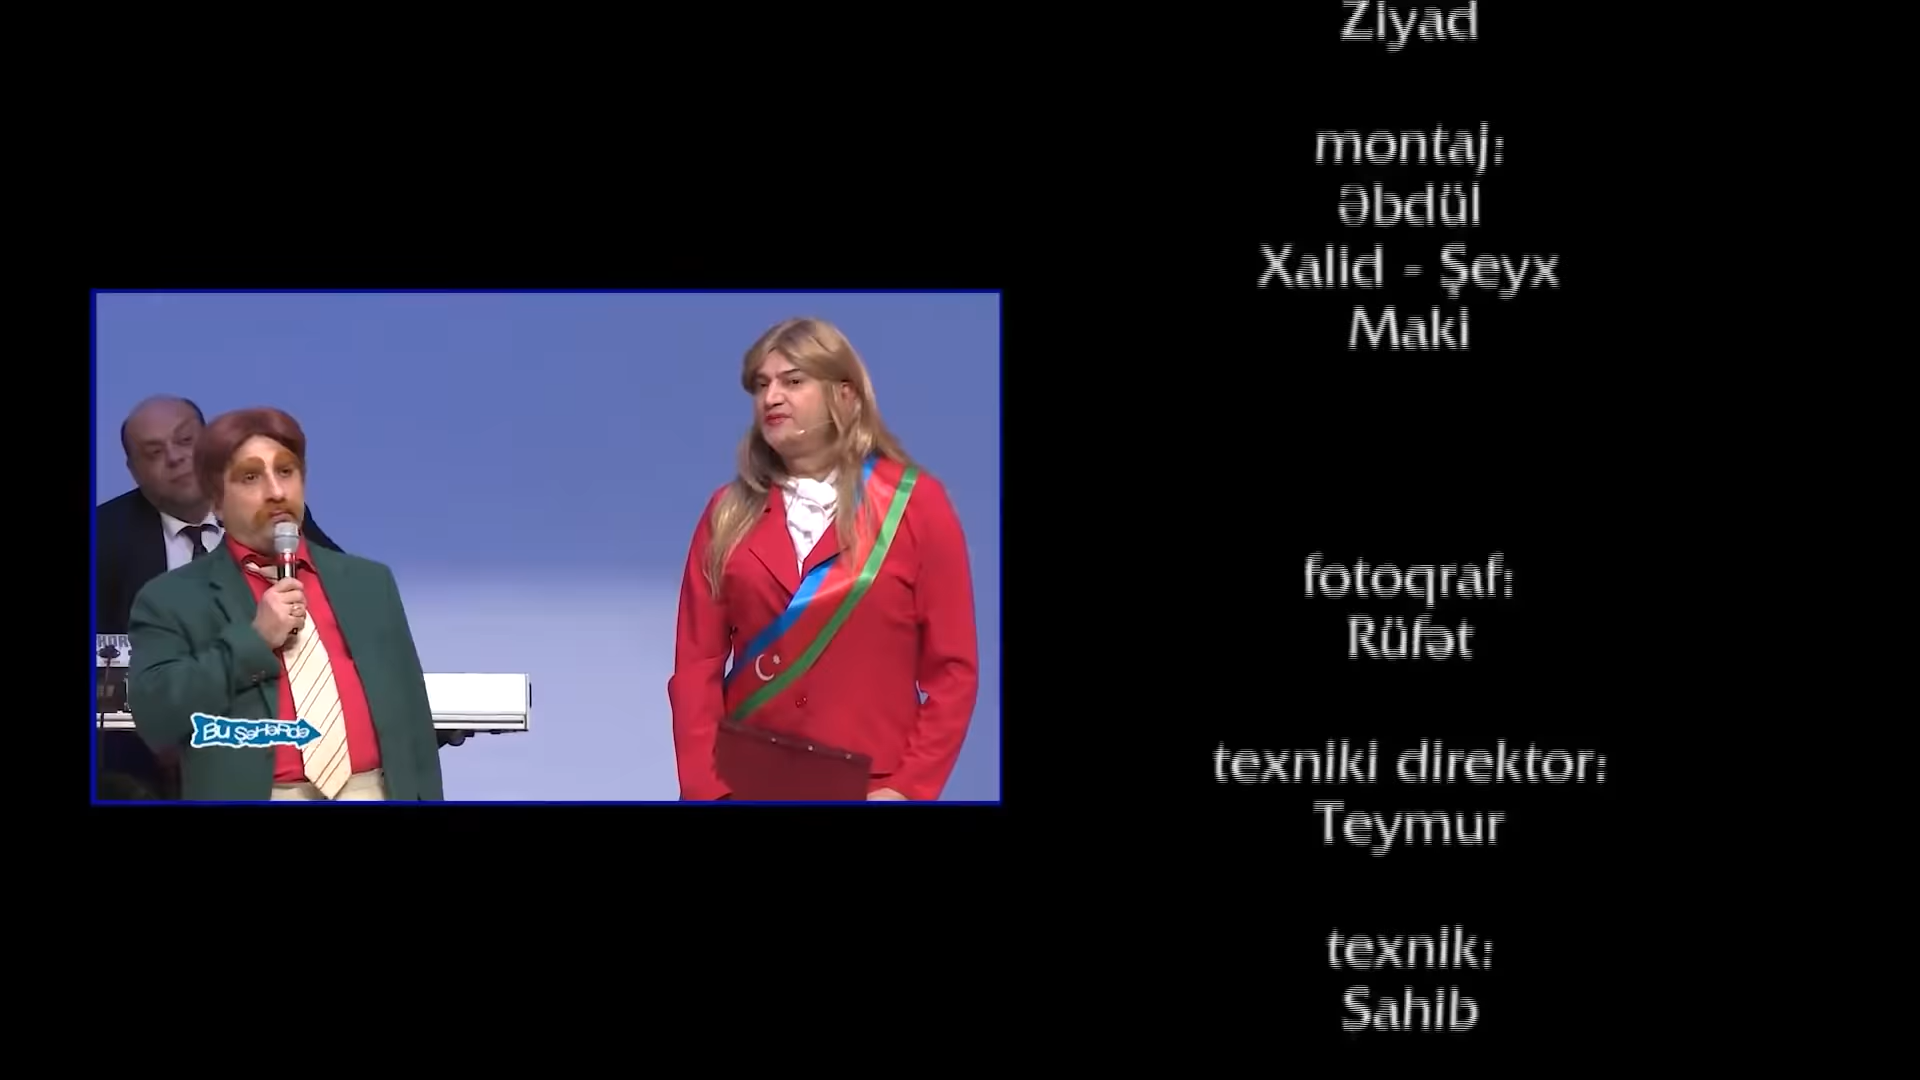 Ziyad
montaj:
Əbdül
Xalid - Şeyx
Maki
fotoqraf:
Rüfət
texniki direktor:
Teymur
texnik:
Sahib
Bu Şəhərdə